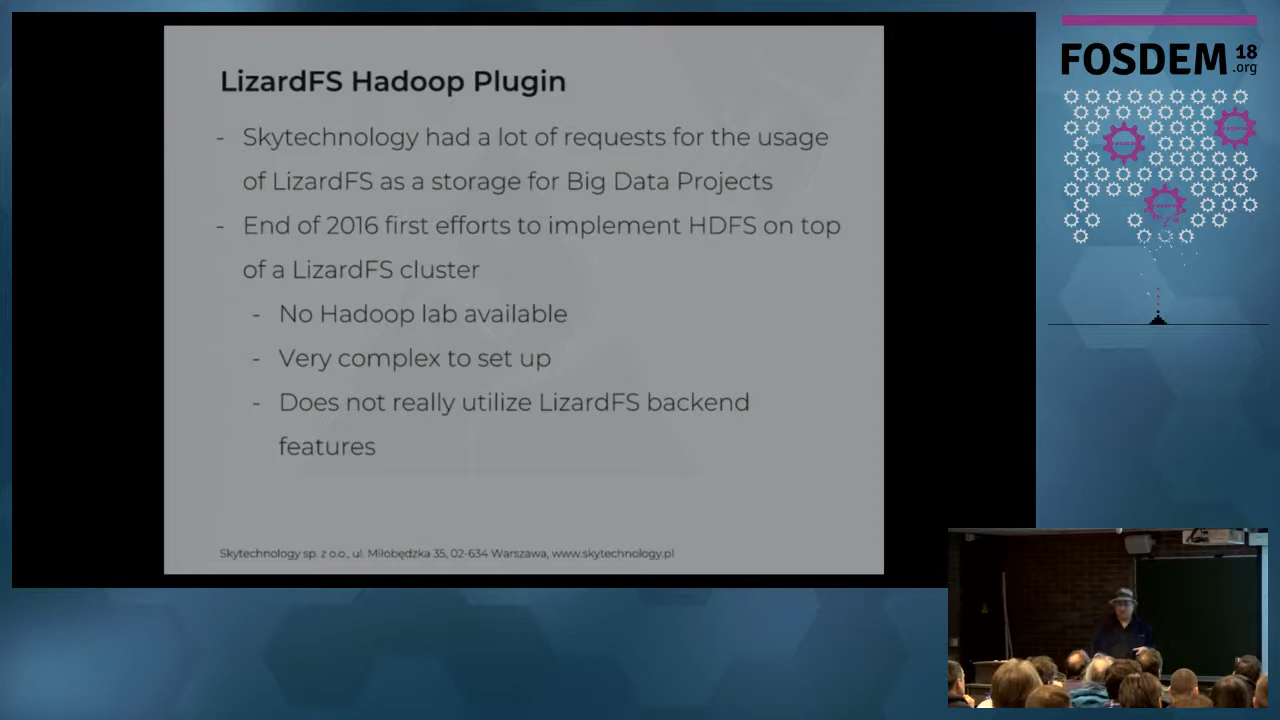 LizardFS Hadoop Plugin
- Skytechnology had a lot of requests for the usage
of LizardFS as a storage for Big Data Projects
- End of 2016 first efforts to implement HDFS on top
of a LizardFS cluster
- No Hadoop lab available
- Very complex to set up
- Does not really utilize LizardFS backend
features
Skytechnology sp. z o.o., ul. Miłobędzka 35, 02-634 Warszawa, www.skytechnology.pl
FOSDEM 18
.org